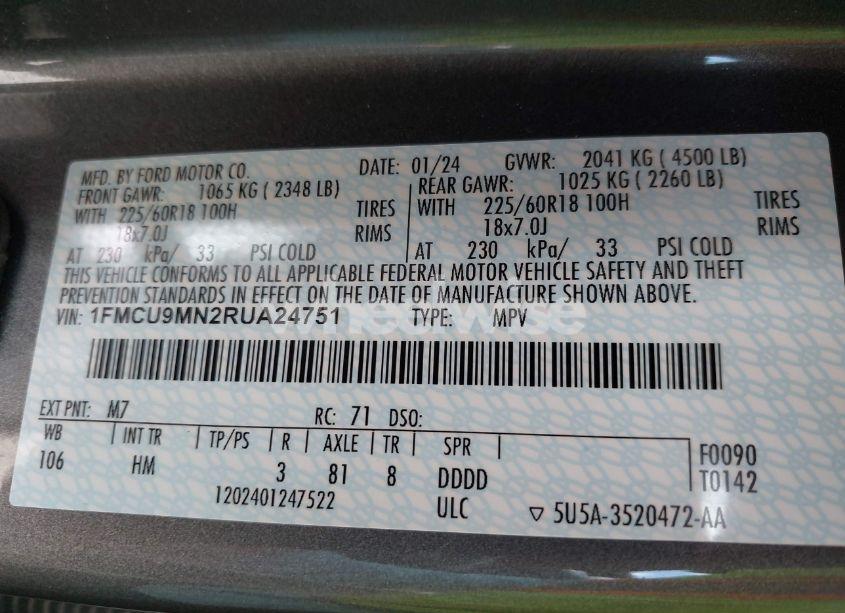 MFD. BY FORD MOTOR CO. DATE: 01/24 GVWR: 2041 KG ( 4500 LB)
FRONT GAWR: 1065 KG ( 2348 LB) REAR GAWR: 1025 KG ( 2260 LB)
WITH 225/60R18 100H TIRES WITH 225/60R18 100H TIRES
18x7.0J RIMS 18x7.0J RIMS
AT 230 kPa/ 33 PSI COLD AT 230 kPa/ 33 PSI COLD
THIS VEHICLE CONFORMS TO ALL APPLICABLE FEDERAL MOTOR VEHICLE SAFETY AND THEFT
PREVENTION STANDARDS IN EFFECT ON THE DATE OF MANUFACTURE SHOWN ABOVE.
VIN: 1FMCU9MN2RUA24751 TYPE: MPV
EXT PNT: M7 RC: 71 DSO:
WB INT TR TP/PS R AXLE TR SPR F0090
106 HM 3 81 8 DDDD T0142
1202401247522 ULC ▽ 5U5A-3520472-AA